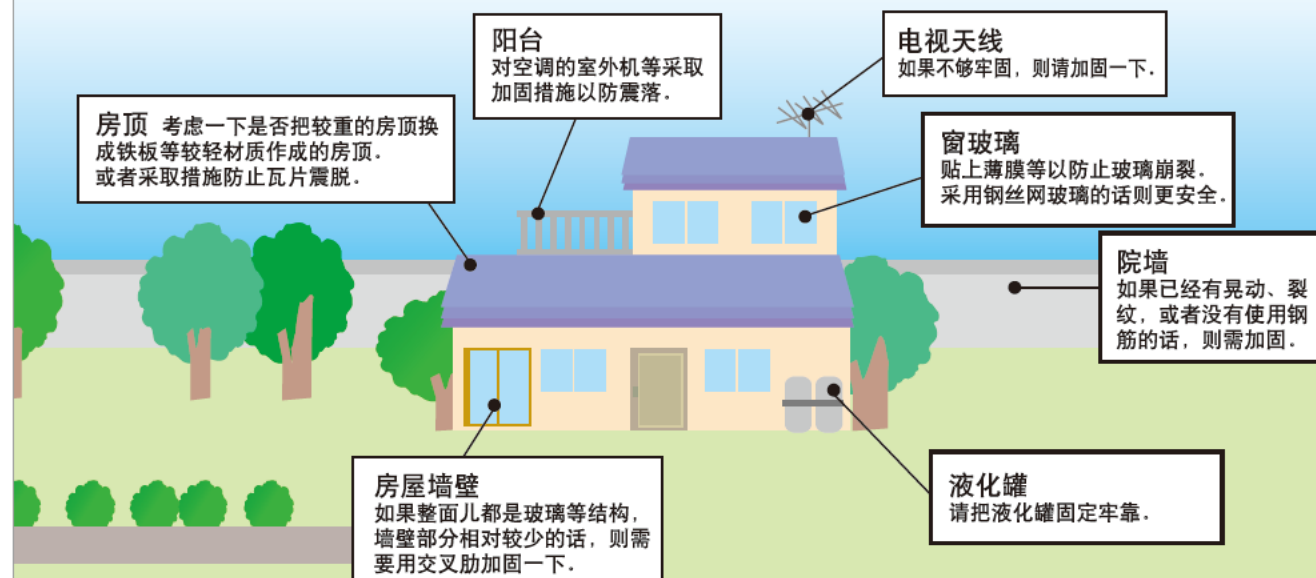 阳台
对空调的室外机等采取
加固措施以防震落.
电视天线
如果不够牢固，则请加固一下.
房顶 考虑一下是否把较重的房顶换
成铁板等较轻材质作成的房顶.
或者采取措施防止瓦片震脱.
窗玻璃
贴上薄膜等以防止玻璃崩裂.
采用钢丝网玻璃的话则更安全.
院墙
如果已经有晃动、裂
纹，或者没有使用钢
筋的话，则需加固.
房屋墙壁
如果整面儿都是玻璃等结构，
墙壁部分相对较少的话，则需
要用交叉肋加固一下.
液化罐
请把液化罐固定牢靠.